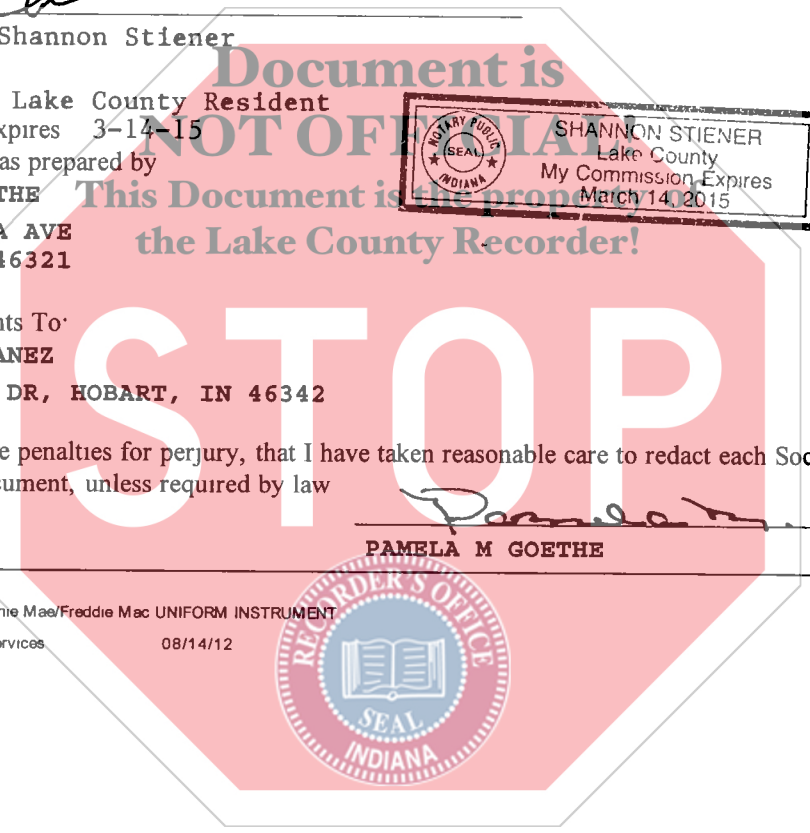 Shannon Stiener
Document is
Lake County Resident
NOT OFFICIAL!
xpires 3-14-15
NOTARY PUBLIC
SEAL
INDIANA
SHANNON STIENER
Lake County
My Commission Expires
March 14, 2015
as prepared by
THE
This Document is the property of
A AVE
the Lake County Recorder!
46321
nts To:
ANEZ
STOP
DR, HOBART, IN 46342
e penalties for perjury, that I have taken reasonable care to redact each Soc
ument, unless required by law
Pamela M.
PAMELA M GOETHE
nie Mae/Freddie Mac UNIFORM INSTRUMENT
rvices 08/14/12
RECORDER'S OFFICE
SEAL
INDIANA